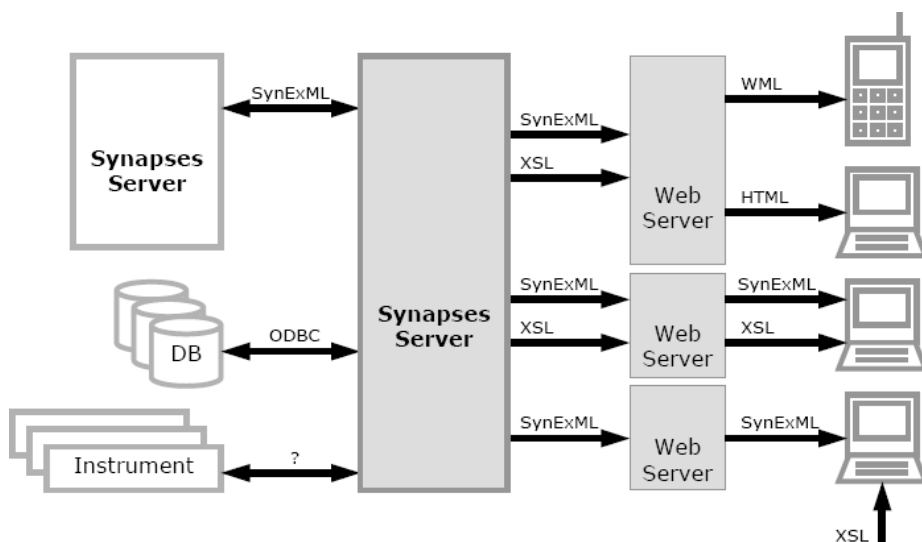 SynExML
Synapses
Server
DB
ODBC
Instrument
?
Synapses
Server
SynExML
XSL
Web
Server
WML
HTML
SynExML
XSL
Web
Server
SynExML
XSL
SynExML
Web
Server
SynExML
XSL